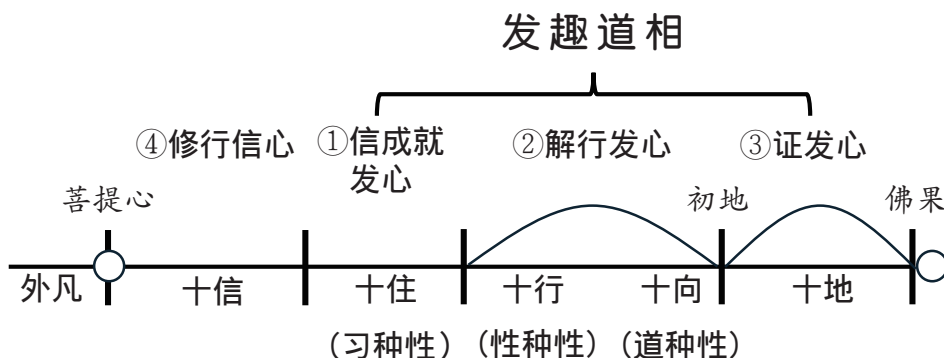 发趣道相
④修行信心
①信成就
发心
②解行发心
③证发心
菩提心
初地
佛果
外凡
十信
十住
十行
十向
十地
（习种性）
（性种性）
（道种性）